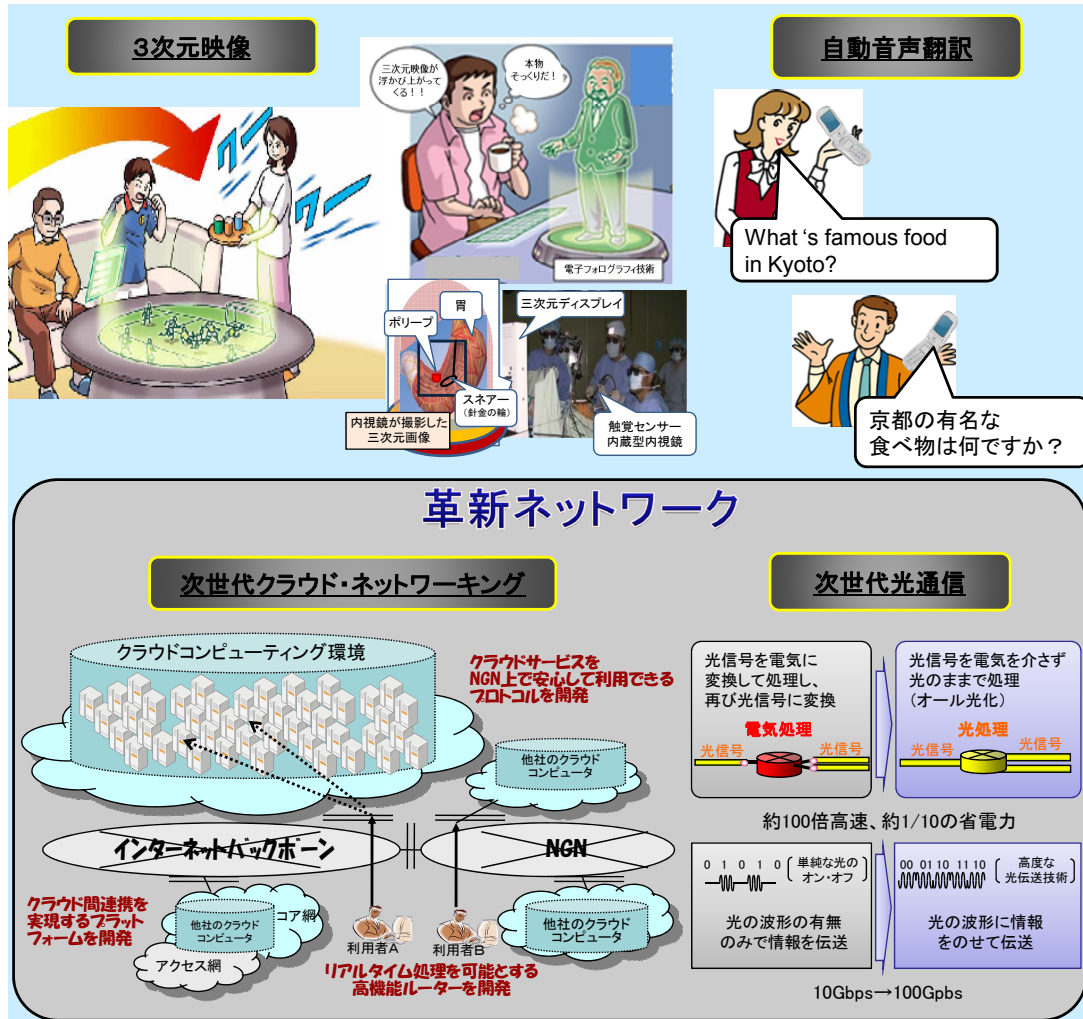 3次元映像
三次元映像が
浮かび上がって
くる!!
本物
そっくりだ!?
電子フォログラフィ技術
クワー
ワー
自動音声翻訳
What ‘s famous food
in Kyoto?
京都の有名な
食べ物は何ですか?
胃
ポリープ
スネアー
(針金の輪)
内視鏡が撮影した
三次元画像
三次元ディスプレイ
触覚センサー
内蔵型内視鏡
革新ネットワーク
次世代クラウド・ネットワーキング
クラウドコンピューティング環境
クラウドサービスを
NGN上で安心して利用できる
プロトコルを開発
他社のクラウド
コンピュータ
インターネットバックボーン
NGN
クラウド間連携を
実現するプラット
フォームを開発
コア網
他社のクラウド
コンピュータ
アクセス網
利用者A
利用者B
他社のクラウド
コンピュータ
リアルタイム処理を可能とする
高機能ルーターを開発
次世代光通信
光信号を電気に
変換して処理し、
再び光信号に変換
電気処理
光信号
光信号
光信号を電気を介さず
光のままで処理
(オール光化)
光処理
光信号
光信号
約100倍高速、約1/10の省電力
0 1 0 1 0
単純な光の
オン・オフ
光の波形の有無
のみで情報を伝送
00 01 10 11 10
高度な
光伝送技術
光の波形に情報
をのせて伝送
10Gbps→100Gpbs